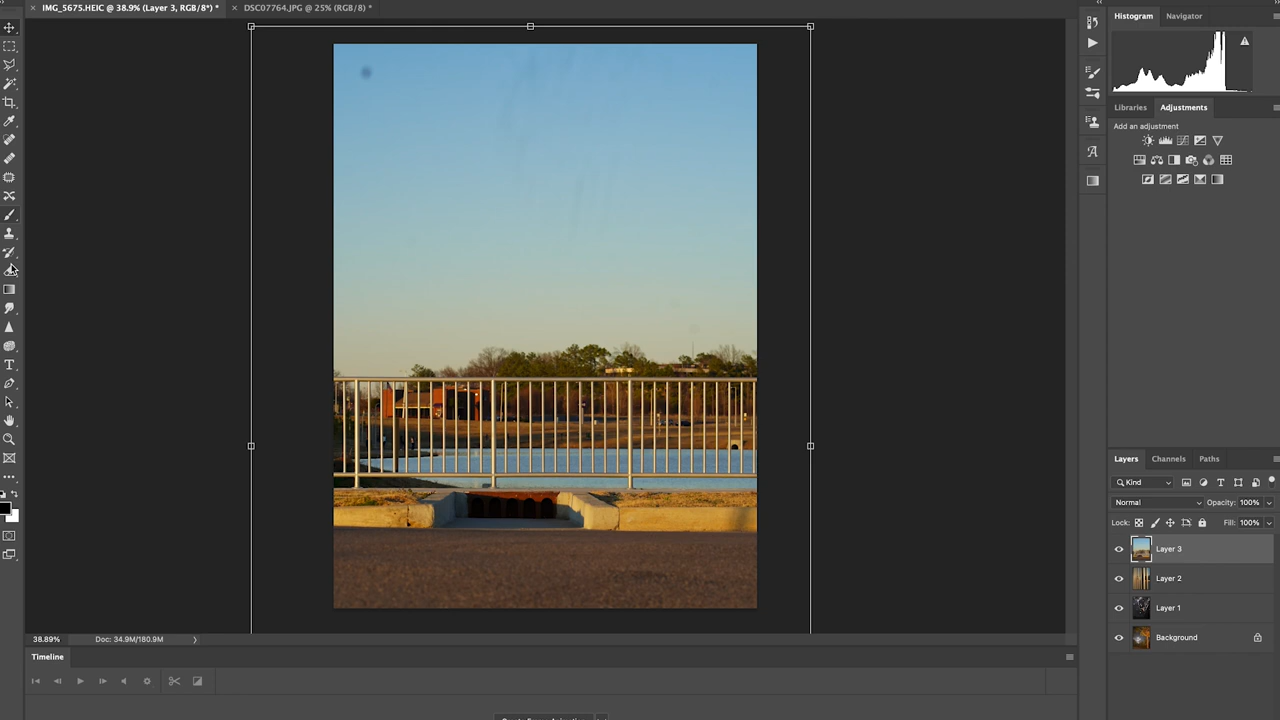 IMG_5675.HEIC @ 38.9% (Layer 3, RGB/8*) *
DSC07764.JPG @ 25% (RGB/8) *
Histogram
Navigator
Libraries
Adjustments
Add an adjustment
Layers
Channels
Paths
Kind
Normal
Opacity: 100%
Lock:
Fill: 100%
Layer 3
Layer 2
Layer 1
Background
38.89%
Doc: 34.9M/180.9M
Timeline